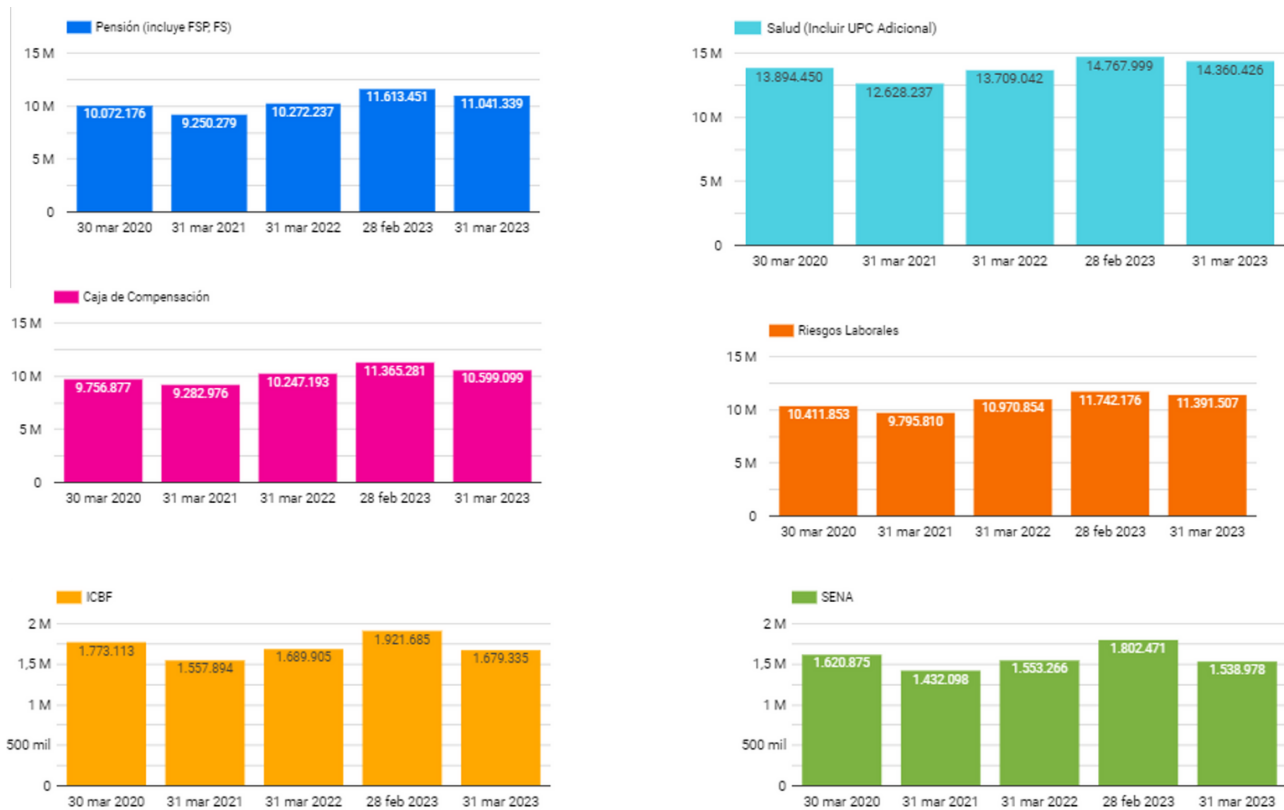 Pensión (incluye FSP, FS)
15 M
10 M
5 M
0
10.072.176
9.250.279
10.272.237
11.613.451
11.041.339
30 mar 2020 31 mar 2021 31 mar 2022 28 feb 2023 31 mar 2023
Salud (Incluir UPC Adicional)
15 M
10 M
5 M
0
13.894.450
12.628.237
13.709.042
14.767.999
14.360.426
30 mar 2020 31 mar 2021 31 mar 2022 28 feb 2023 31 mar 2023
Caja de Compensación
15 M
10 M
5 M
0
9.756.877
9.282.976
10.247.193
11.365.281
10.599.099
30 mar 2020 31 mar 2021 31 mar 2022 28 feb 2023 31 mar 2023
Riesgos Laborales
15 M
10 M
5 M
0
10.411.853
9.795.810
10.970.854
11.742.176
11.391.507
30 mar 2020 31 mar 2021 31 mar 2022 28 feb 2023 31 mar 2023
ICBF
2 M
1,5 M
1 M
500 mil
0
1.773.113
1.557.894
1.689.905
1.921.685
1.679.335
30 mar 2020 31 mar 2021 31 mar 2022 28 feb 2023 31 mar 2023
SENA
2 M
1,5 M
1 M
500 mil
0
1.620.875
1.432.098
1.553.266
1.802.471
1.538.978
30 mar 2020 31 mar 2021 31 mar 2022 28 feb 2023 31 mar 2023